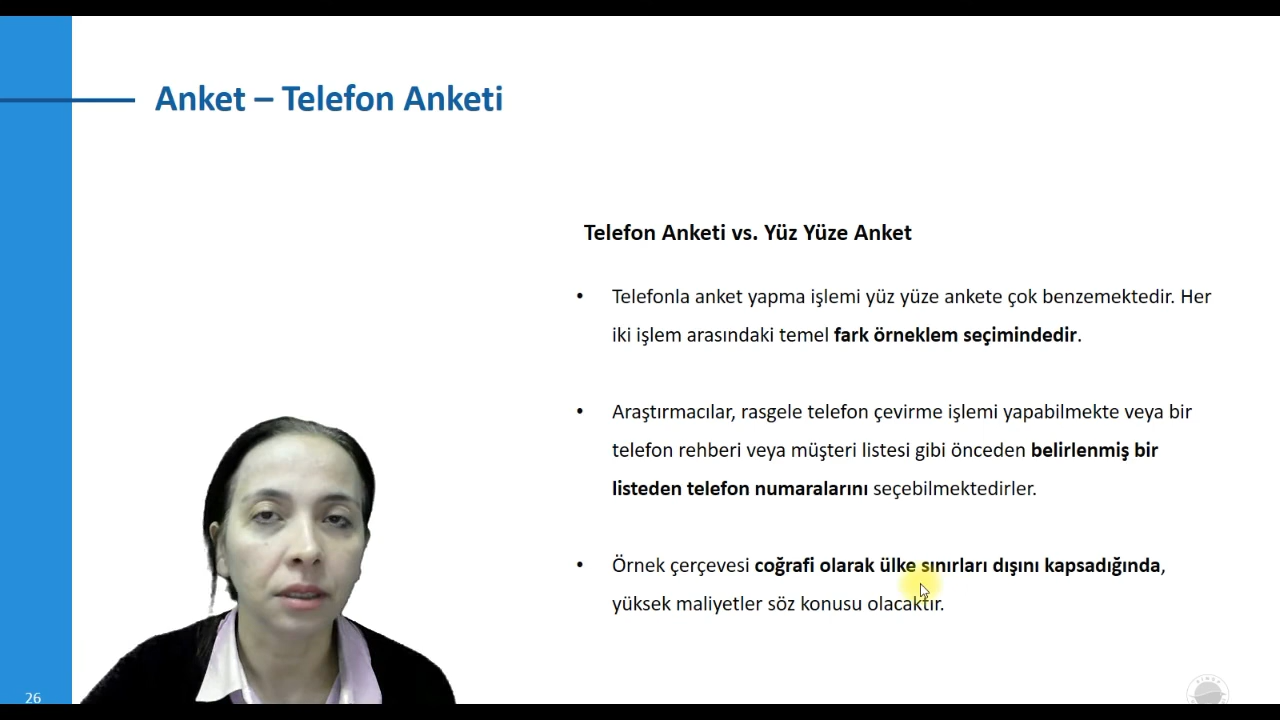 Anket – Telefon Anketi
Telefon Anketi vs. Yüz Yüze Anket
• Telefonla anket yapma işlemi yüz yüze ankete çok benzemektedir. Her
iki işlem arasındaki temel fark örneklem seçimindedir.
• Araştırmacılar, rasgele telefon çevirme işlemi yapabilmekte veya bir
telefon rehberi veya müşteri listesi gibi önceden belirlenmiş bir
listeden telefon numaralarını seçebilmektedirler.
• Örnek çerçevesi coğrafi olarak ülke sınırları dışını kapsadığında,
yüksek maliyetler söz konusu olacaktır.
26